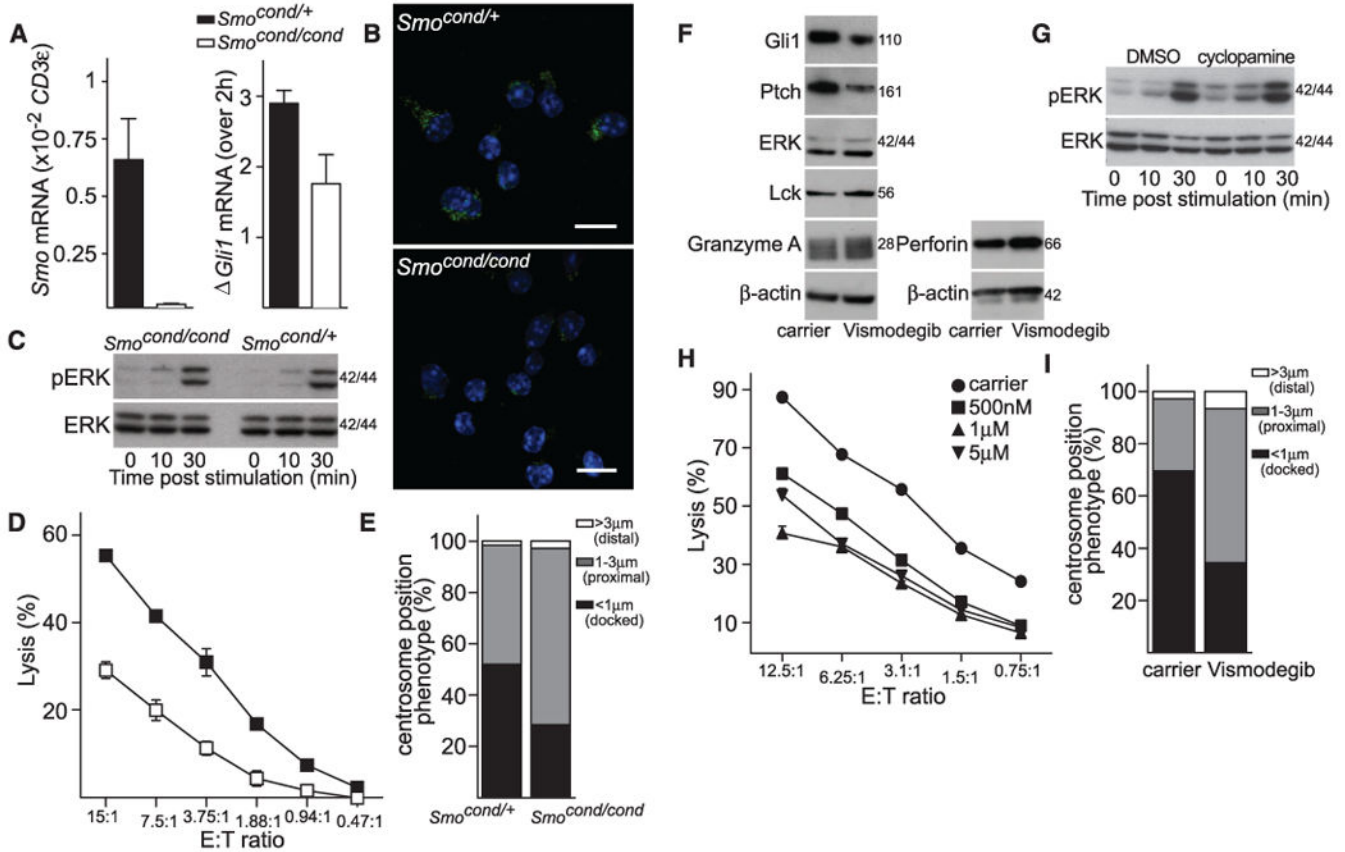 A
Smo^cond/+
Smo^cond/cond
Smo mRNA (x10-2 CD3ε)
1
0.75
0.5
0.25
Δ Gli1 mRNA (over 2h)
3
2
1
B
Smo^cond/+
Smo^cond/cond
C
Smo^cond/cond
Smo^cond/+
pERK
42/44
ERK
42/44
0 10 30 0 10 30
Time post stimulation (min)
D
Lysis (%)
60
40
20
15:1 7.5:1 3.75:1 1.88:1 0.94:1 0.47:1
E:T ratio
E
centrosome position
phenotype (%)
100
80
60
40
20
>3μm
(distal)
1-3μm
(proximal)
<1μm
(docked)
Smo^cond/+
Smo^cond/cond
F
Gli1
110
Ptch
161
ERK
42/44
Lck
56
Granzyme A
28
β-actin
carrier Vismodegib
Perforin
66
β-actin
42
carrier Vismodegib
G
DMSO cyclopamine
pERK
42/44
ERK
42/44
0 10 30 0 10 30
Time post stimulation (min)
H
Lysis (%)
90
70
50
30
10
carrier
500nM
1μM
5μM
12.5:1 6.25:1 3.1:1 1.5:1 0.75:1
E:T ratio
I
centrosome position
phenotype (%)
100
80
60
40
20
>3μm
(distal)
1-3μm
(proximal)
<1μm
(docked)
carrier Vismodegib